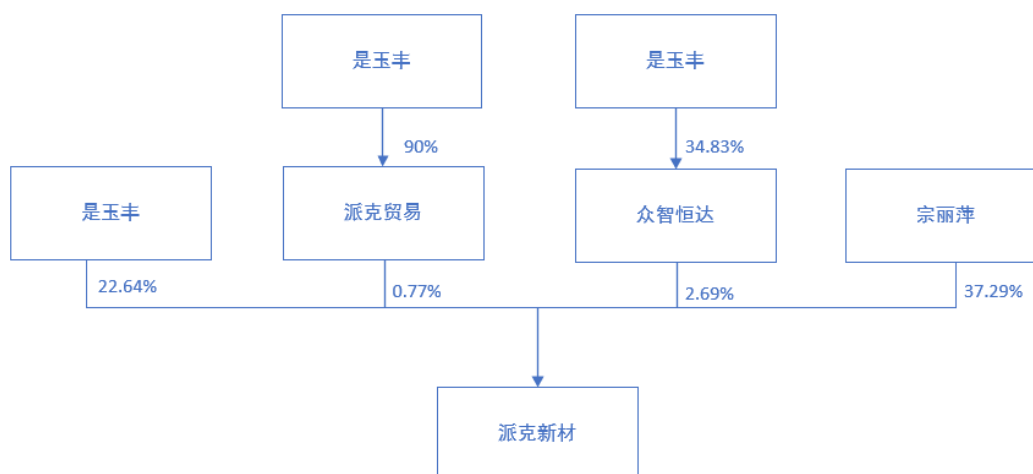 是玉丰
是玉丰
90%
34.83%
是玉丰
派克贸易
众智恒达
宗丽萍
22.64%
0.77%
2.69%
37.29%
派克新材